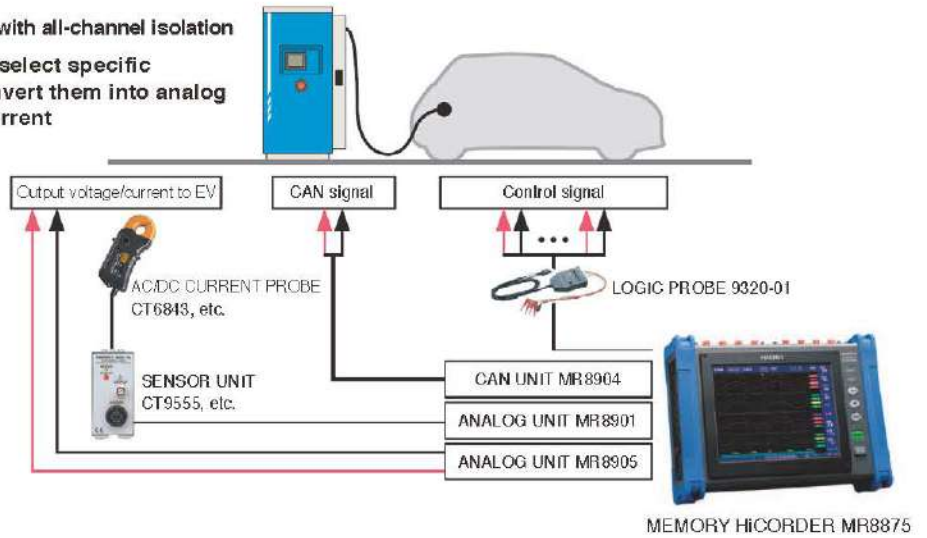 with all-channel isolation
select specific
vert them into analog
rrent
Output voltage/current to EV
CAN signal
Control signal
AC/DC CURRENT PROBE
CT6843, etc.
LOGIC PROBE 9320-01
SENSOR UNIT
CT9555, etc.
CAN UNIT MR8904
ANALOG UNIT MR8901
ANALOG UNIT MR8905
HIOKI
MEMORY HiCORDER MR8875